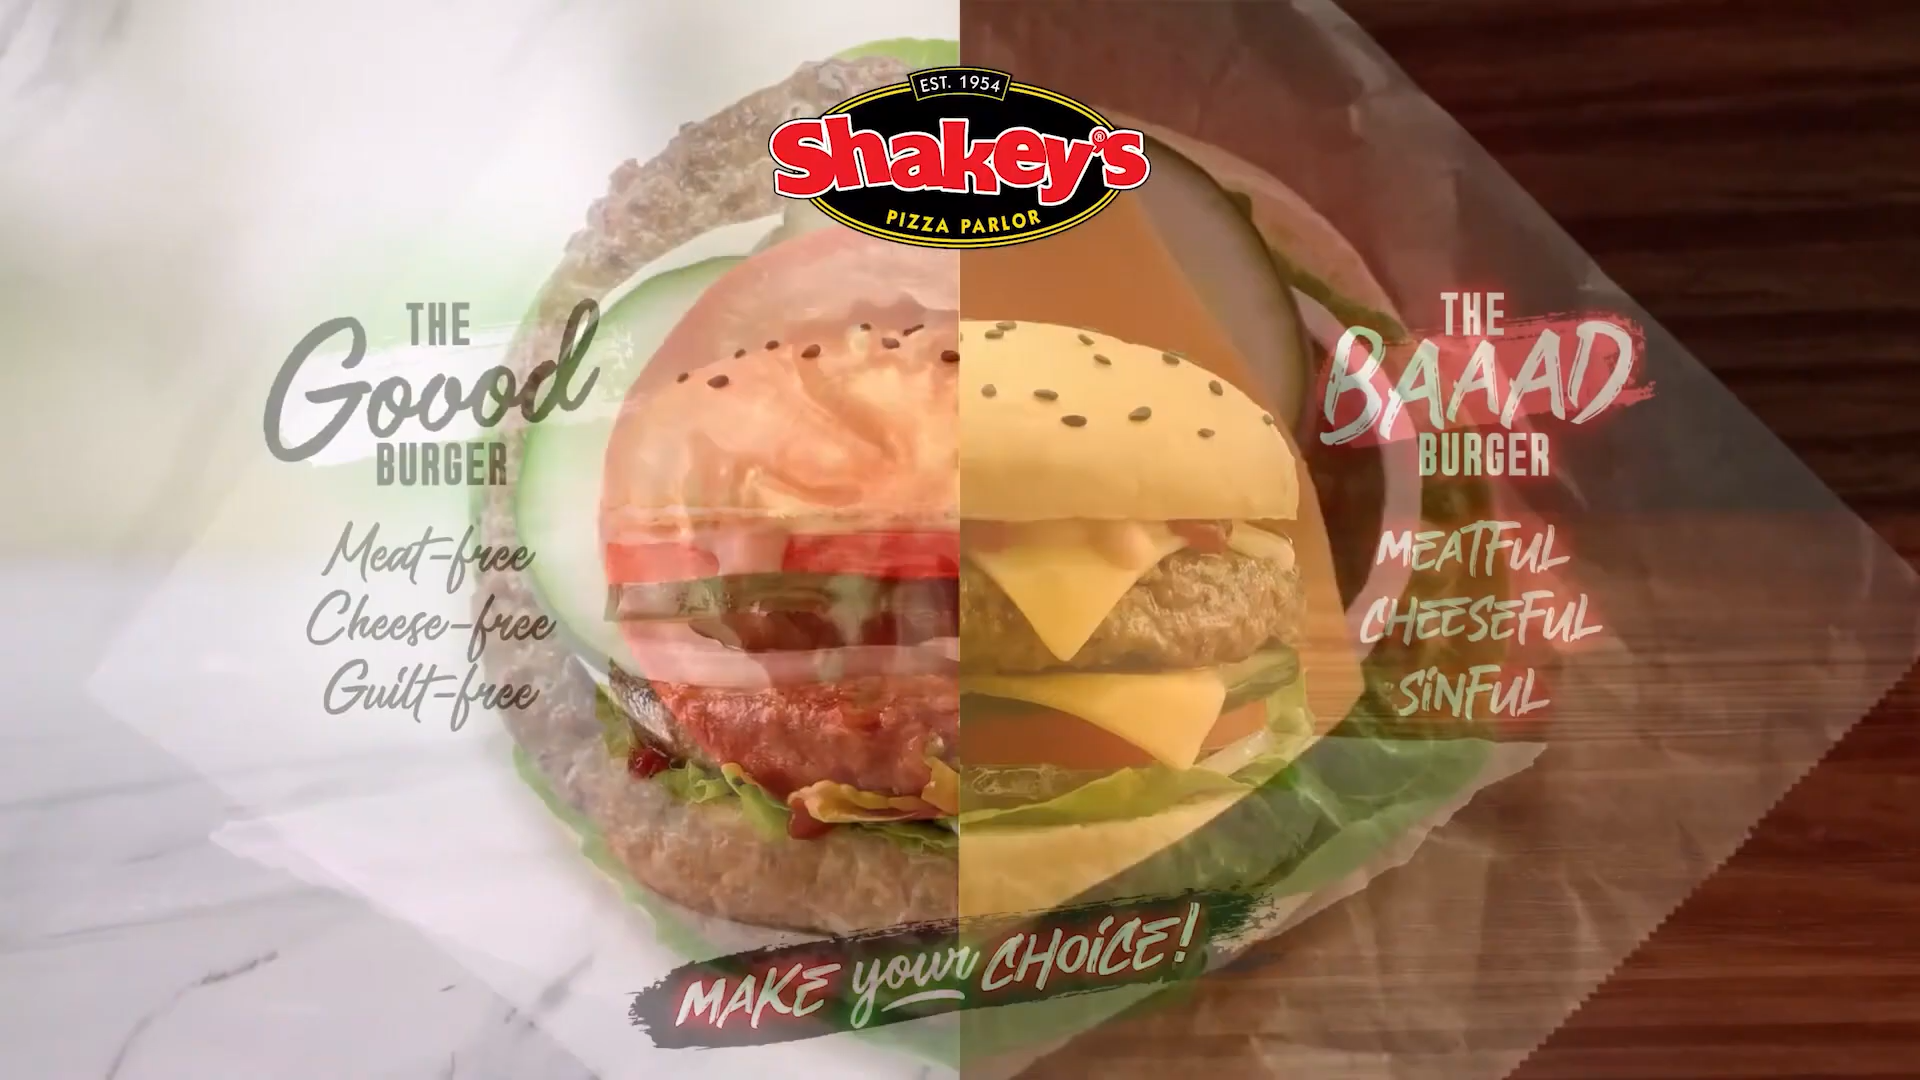 EST. 1954
Shakey's®
PIZZA PARLOR
THE
Goood
BURGER
Meat-free
Cheese-free
Guilt-free
THE
BAAAD
BURGER
MEATFUL
CHEESEFUL
SiNFUL
MAKE your CHOiCE!